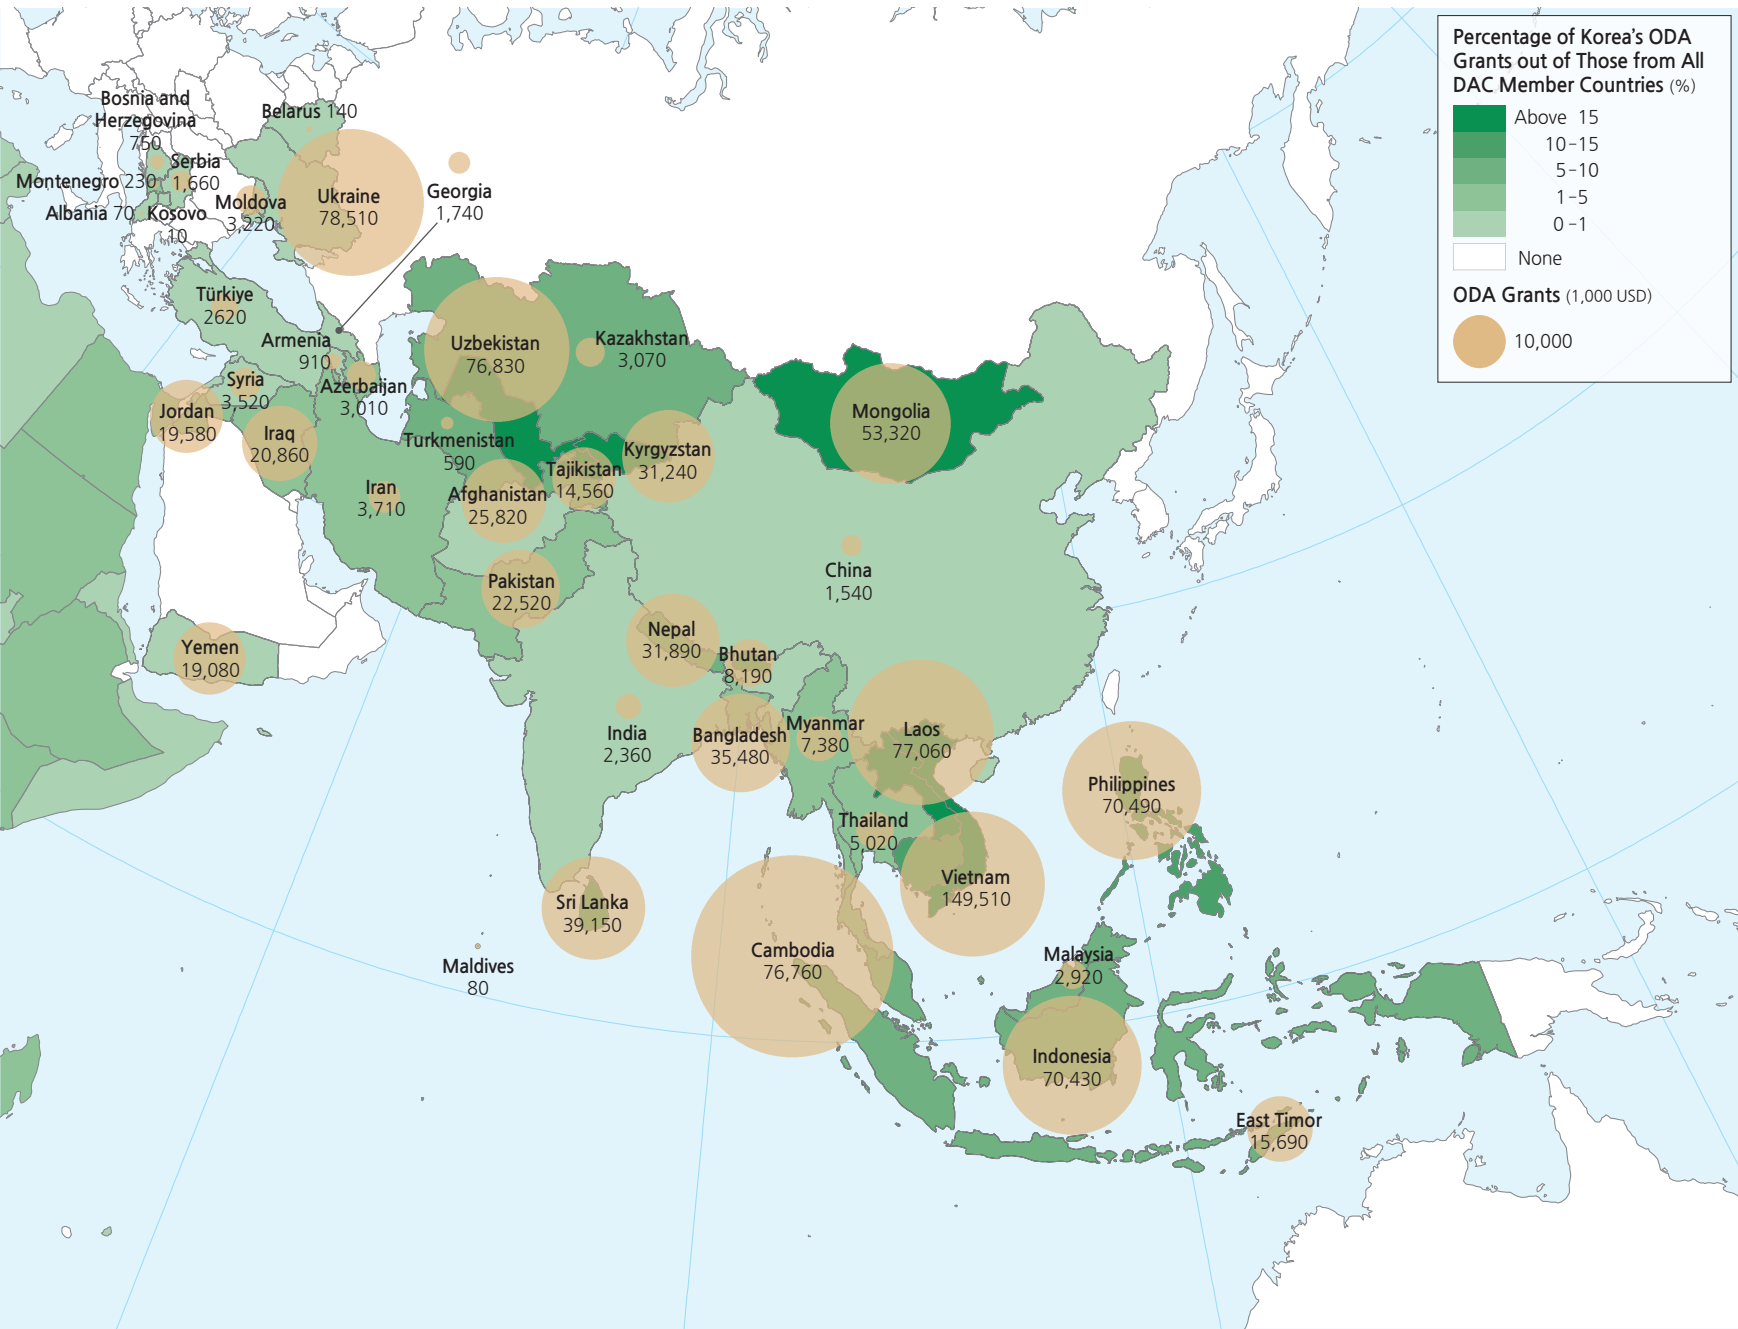 Percentage of Korea's ODA
Grants out of Those from All
DAC Member Countries (%)
Above 15
10-15
5-10
1-5
0-1
None
ODA Grants (1,000 USD)
10,000
Bosnia and
Herzegovina
750
Belarus 140
Serbia
1,660
Montenegro 230
Albania 70
Kosovo
10
Moldova
3,220
Ukraine
78,510
Georgia
1,740
Türkiye
2620
Armenia
910
Azerbaijan
3,010
Syria
3,520
Jordan
19,580
Iraq
20,860
Iran
3,710
Uzbekistan
76,830
Kazakhstan
3,070
Turkmenistan
590
Tajikistan
14,560
Kyrgyzstan
31,240
Afghanistan
25,820
Mongolia
53,320
China
1,540
Pakistan
22,520
Yemen
19,080
Nepal
31,890
Bhutan
8,190
India
2,360
Bangladesh
35,480
Myanmar
7,380
Laos
77,060
Thailand
5,020
Vietnam
149,510
Philippines
70,490
Sri Lanka
39,150
Maldives
80
Cambodia
76,760
Malaysia
2,920
Indonesia
70,430
East Timor
15,690